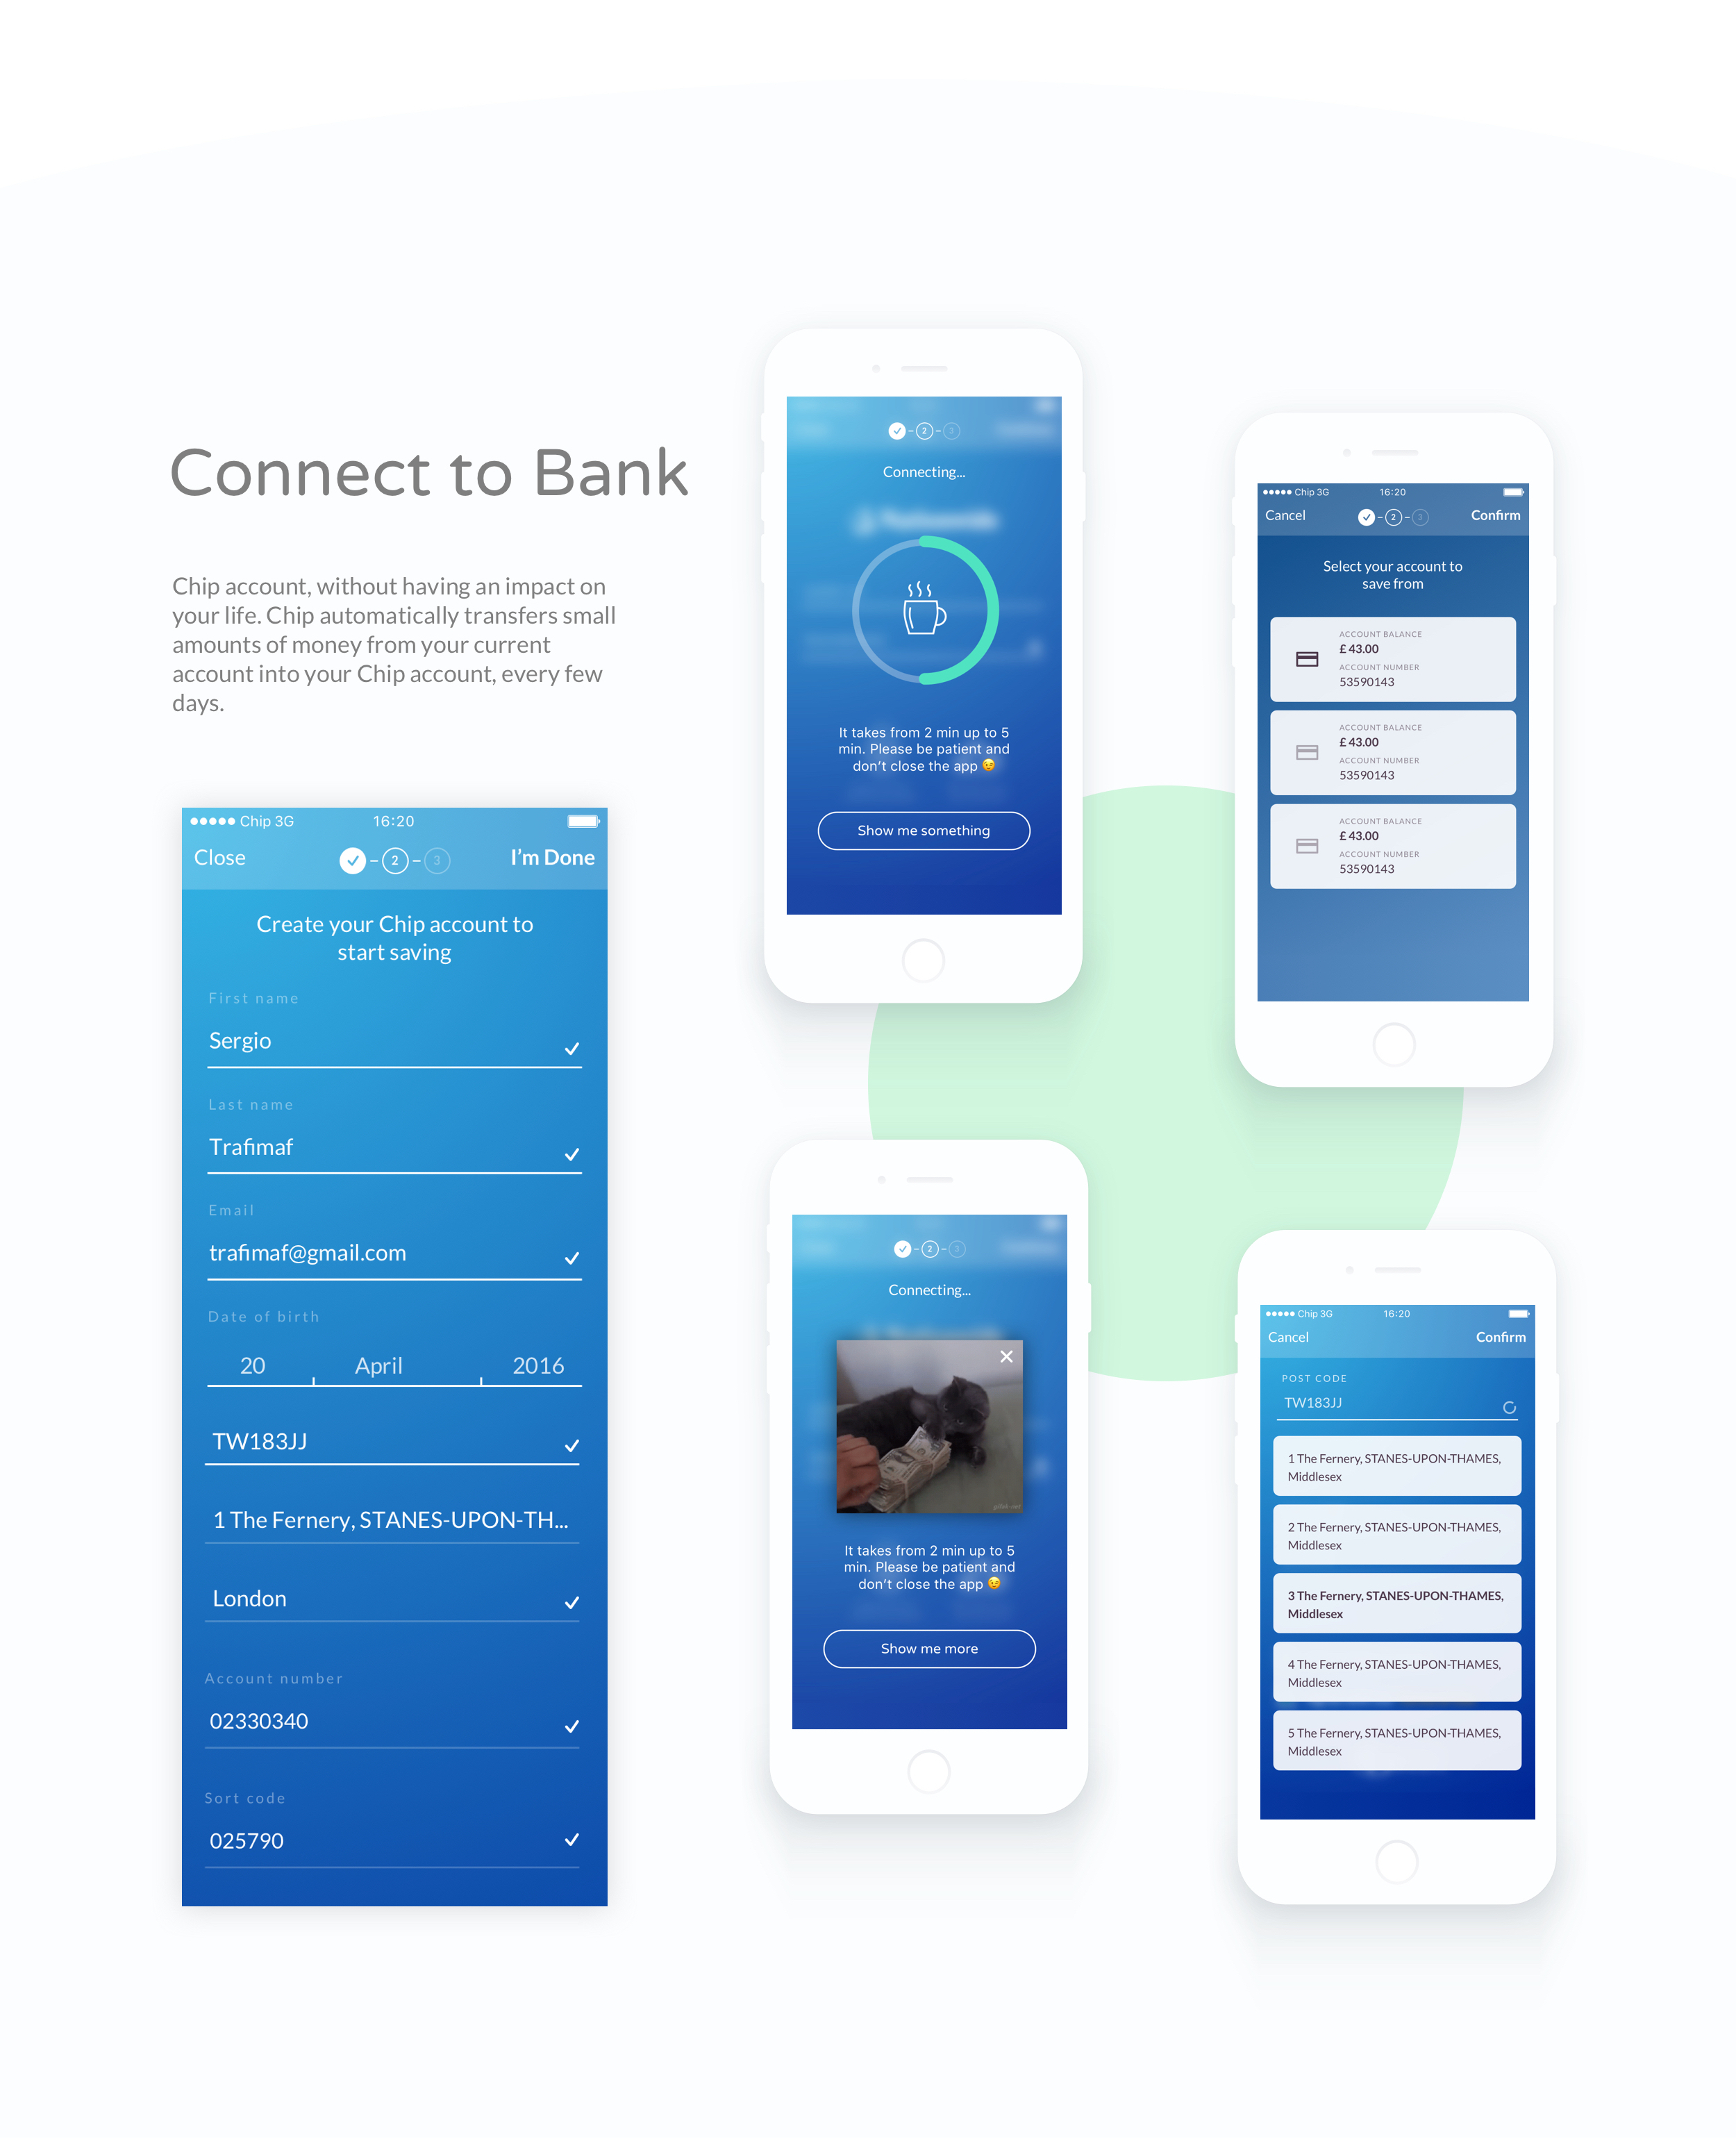 Connect to Bank
Chip account, without having an impact on
your life. Chip automatically transfers small
amounts of money from your current
account into your Chip account, every few
days.
Chip 3G 16:20
Close 2 3 I'm Done
Create your Chip account to
start saving
First name
Sergio
Last name
Trafimaf
Email
trafimaf@gmail.com
Date of birth
20 April 2016
TW183JJ
1 The Fernery, STANES-UPON-TH...
London
Account number
02330340
Sort code
025790
2 3
Connecting...
Nationwide
It takes from 2 min up to 5
min. Please be patient and
don't close the app 😉
Show me something
Chip 3G 16:20
Cancel 2 3 Confirm
Select your account to
save from
ACCOUNT BALANCE
£ 43.00
ACCOUNT NUMBER
53590143
ACCOUNT BALANCE
£ 43.00
ACCOUNT NUMBER
53590143
ACCOUNT BALANCE
£ 43.00
ACCOUNT NUMBER
53590143
2 3
Connecting...
It takes from 2 min up to 5
min. Please be patient and
don't close the app 😉
Show me more
Chip 3G 16:20
Cancel Confirm
POST CODE
TW183JJ
1 The Fernery, STANES-UPON-THAMES,
Middlesex
2 The Fernery, STANES-UPON-THAMES,
Middlesex
3 The Fernery, STANES-UPON-THAMES,
Middlesex
4 The Fernery, STANES-UPON-THAMES,
Middlesex
5 The Fernery, STANES-UPON-THAMES,
Middlesex